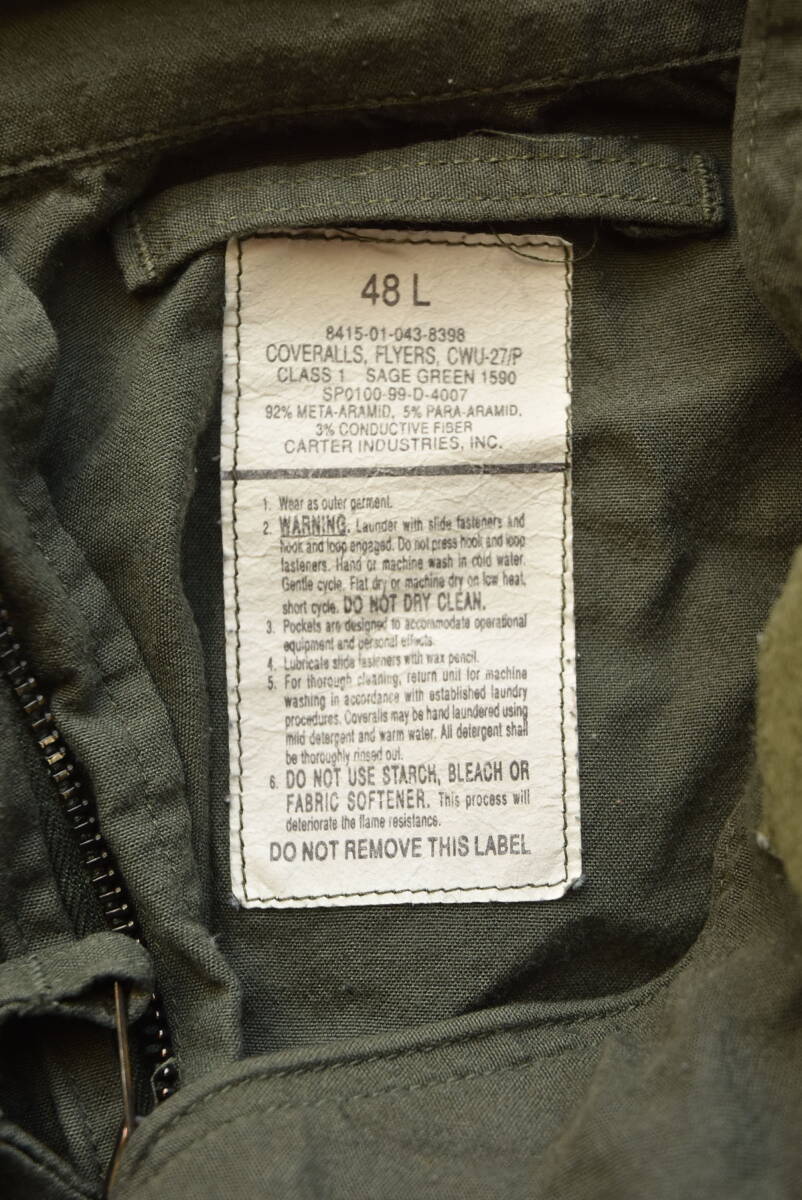 48 L
8415-01-043-8398
COVERALLS, FLYERS, CWU-27/P
CLASS 1 SAGE GREEN 1590
SP0100-99-D-4007
92% META-ARAMID, 5% PARA-ARAMID,
3% CONDUCTIVE FIBER
CARTER INDUSTRIES, INC.
1. Wear as outer garment.
2. WARNING. Launder with slide fasteners and
hook and loop engaged. Do not press hook and loop
fasteners. Hand or machine wash in cold water.
Gentle cycle. Flat dry or machine dry on low heat,
short cycle. DO NOT DRY CLEAN.
3. Pockets are designed to accommodate operational
equipment and personal effects.
4. Lubricate slide fasteners with wax pencil.
5. For thorough cleaning, return unit for machine
washing in accordance with established laundry
procedures. Coveralls may be hand laundered using
mild detergent and warm water. All detergent shall
be thoroughly rinsed out.
6. DO NOT USE STARCH, BLEACH OR
FABRIC SOFTENER. This process will
deteriorate the flame resistance.
DO NOT REMOVE THIS LABEL